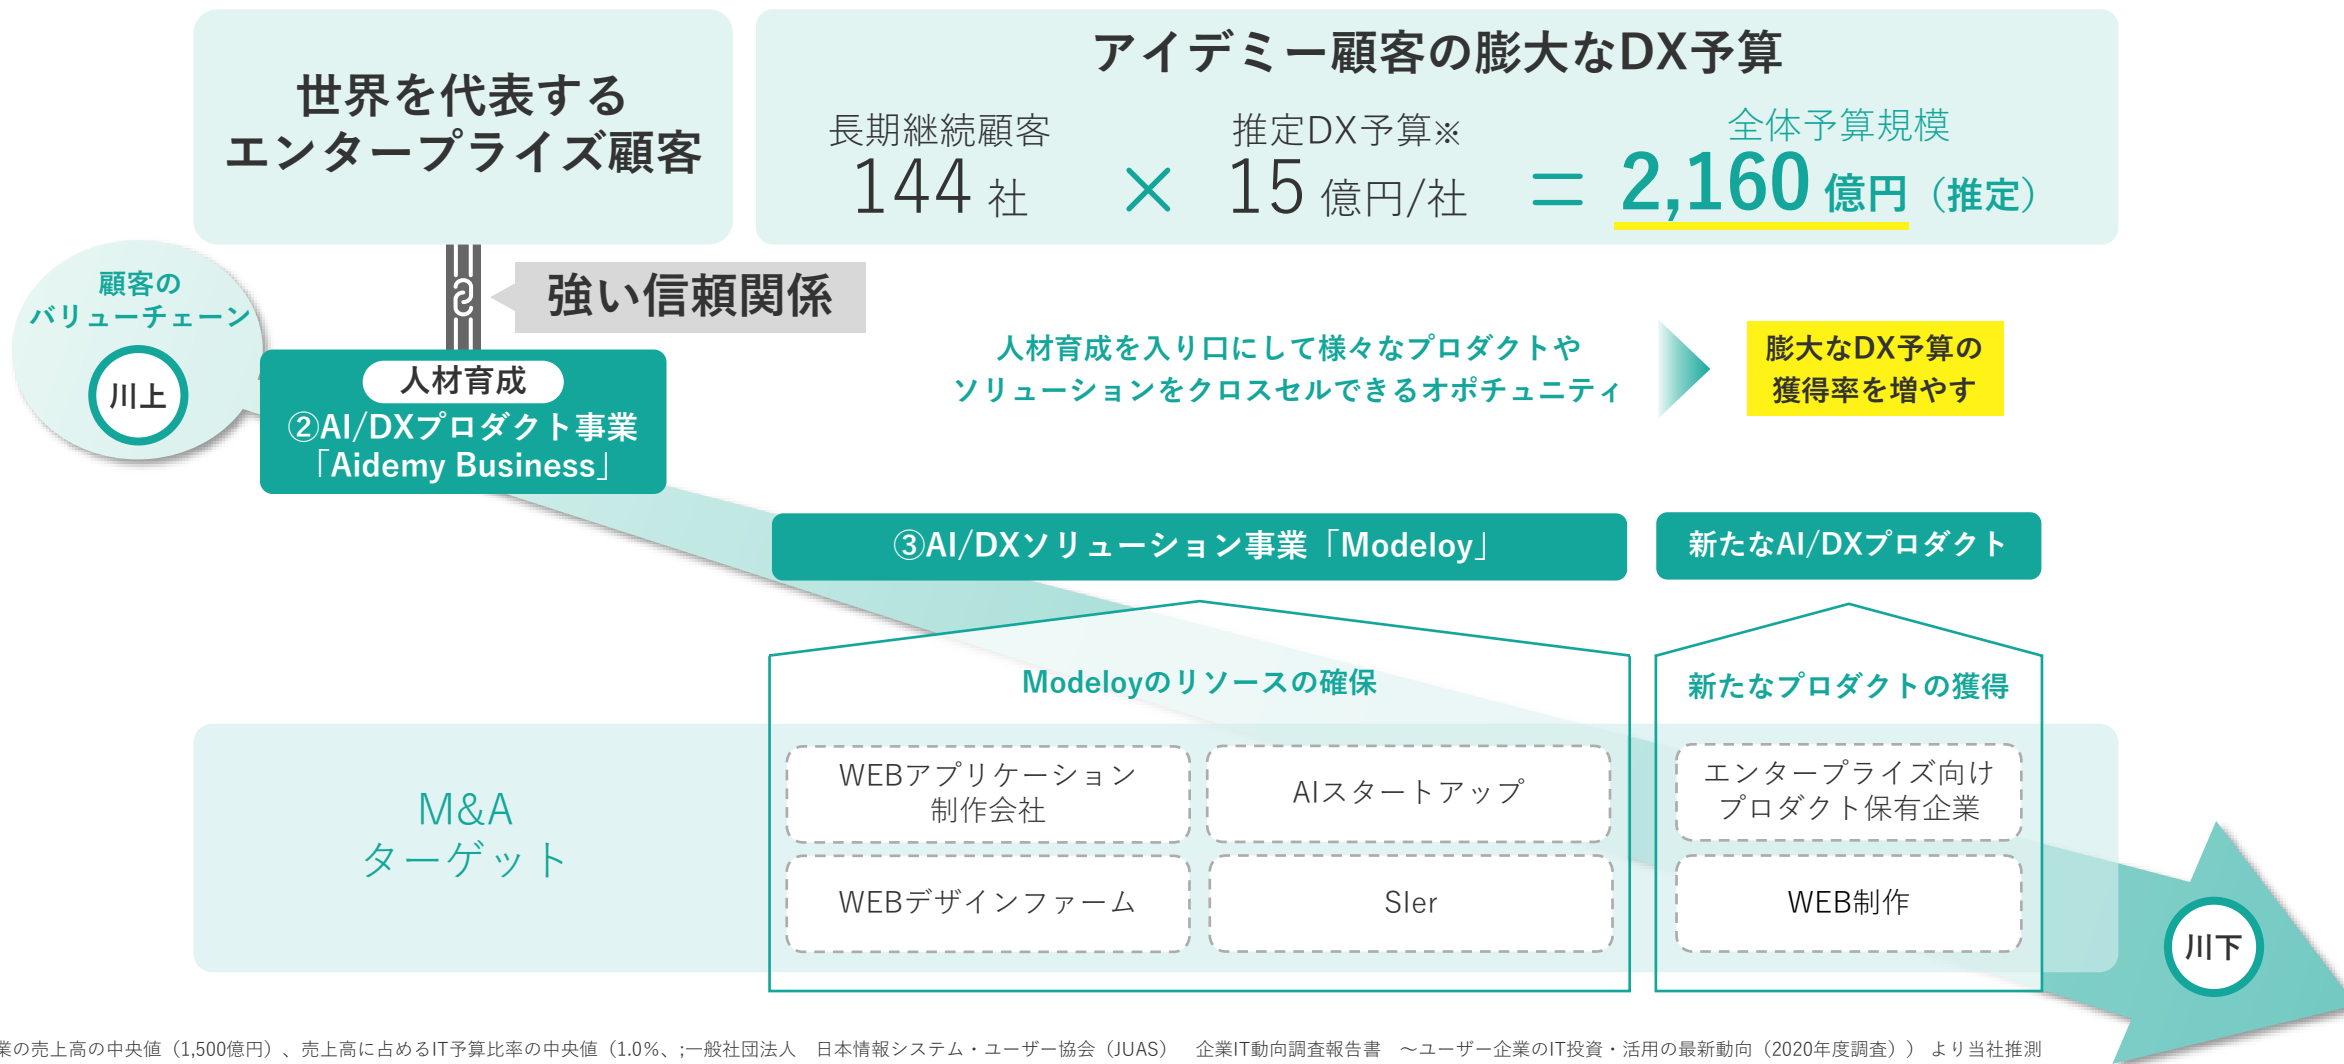 世界を代表する
エンタープライズ顧客
アイデミー顧客の膨大なDX予算
長期継続顧客
144 社
×
推定DX予算※
15 億円/社
=
全体予算規模
2,160 億円（推定）
顧客の
バリューチェーン
川上
強い信頼関係
人材育成
②AI/DXプロダクト事業
「Aidemy Business」
人材育成を入り口にして様々なプロダクトや
ソリューションをクロスセルできるオポチュニティ
膨大なDX予算の
獲得率を増やす
③AI/DXソリューション事業「Modeloy」
新たなAI/DXプロダクト
Modeloyのリソースの確保
新たなプロダクトの獲得
M&A
ターゲット
WEBアプリケーション
制作会社
AIスタートアップ
WEBデザインファーム
SIer
エンタープライズ向け
プロダクト保有企業
WEB制作
川下
業の売上高の中央値（1,500億円）、売上高に占めるIT予算比率の中央値（1.0%、;一般社団法人　日本情報システム・ユーザー協会（JUAS）　企業IT動向調査報告書　～ユーザー企業のIT投資・活用の最新動向（2020年度調査））より当社推測